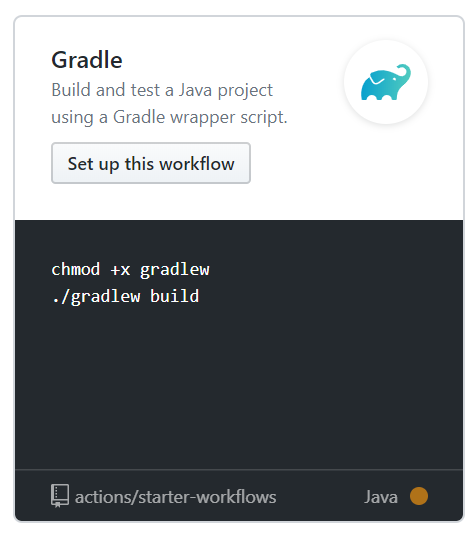 Gradle
Build and test a Java project
using a Gradle wrapper script.
Set up this workflow
chmod +x gradlew
./gradlew build
actions/starter-workflows
Java